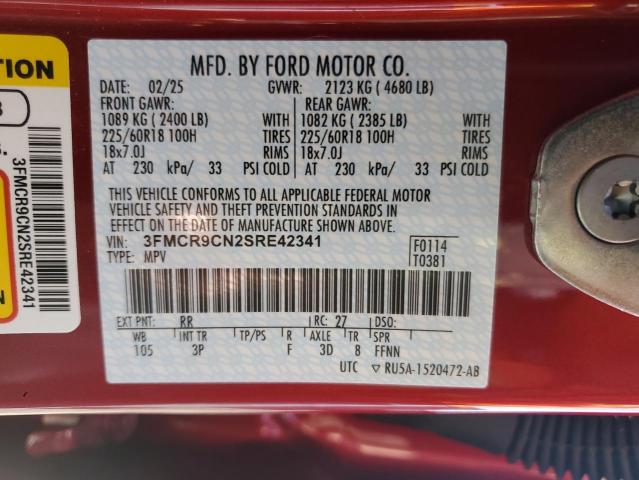 MFD. BY FORD MOTOR CO.
DATE: 02/25 GVWR: 2123 KG ( 4680 LB)
FRONT GAWR: REAR GAWR:
1089 KG ( 2400 LB) WITH 1082 KG ( 2385 LB) WITH
225/60R18 100H TIRES 225/60R18 100H TIRES
18x7.0J RIMS 18x7.0J RIMS
AT 230 kPa/ 33 PSI COLD AT 230 kPa/ 33 PSI COLD
THIS VEHICLE CONFORMS TO ALL APPLICABLE FEDERAL MOTOR
VEHICLE SAFETY AND THEFT PREVENTION STANDARDS IN
EFFECT ON THE DATE OF MANUFACTURE SHOWN ABOVE.
VIN: 3FMCR9CN2SRE42341 F0114
TYPE: MPV T0381
EXT PNT: RR RC: 27 DSO:
WB INT TR TP/PS R AXLE TR SPR
105 3P F 3D 8 FFNN
UTC ▽RU5A-1520472-AB
TION
3FMCR9CN2SRE42341